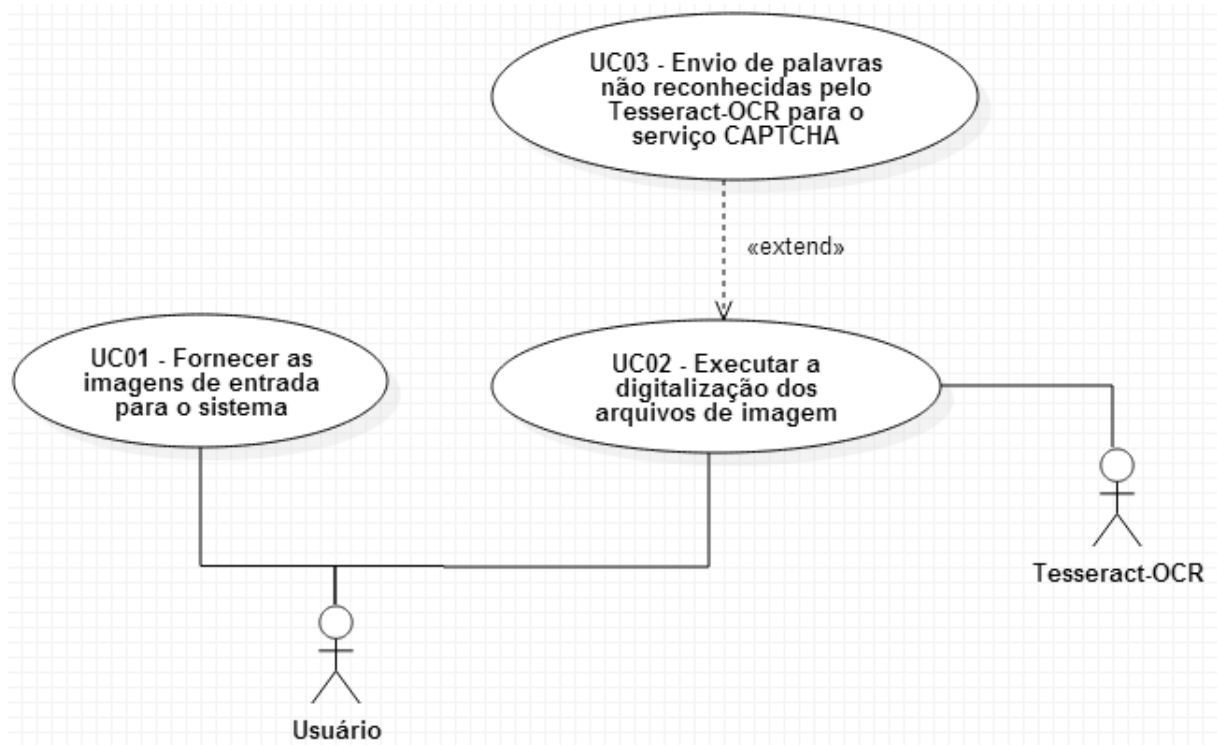 UC03 - Envio de palavras
não reconhecidas pelo
Tesseract-OCR para o
serviço CAPTCHA
«extend»
UC01 - Fornecer as
imagens de entrada
para o sistema
UC02 - Executar a
digitalização dos
arquivos de imagem
Tesseract-OCR
Usuário